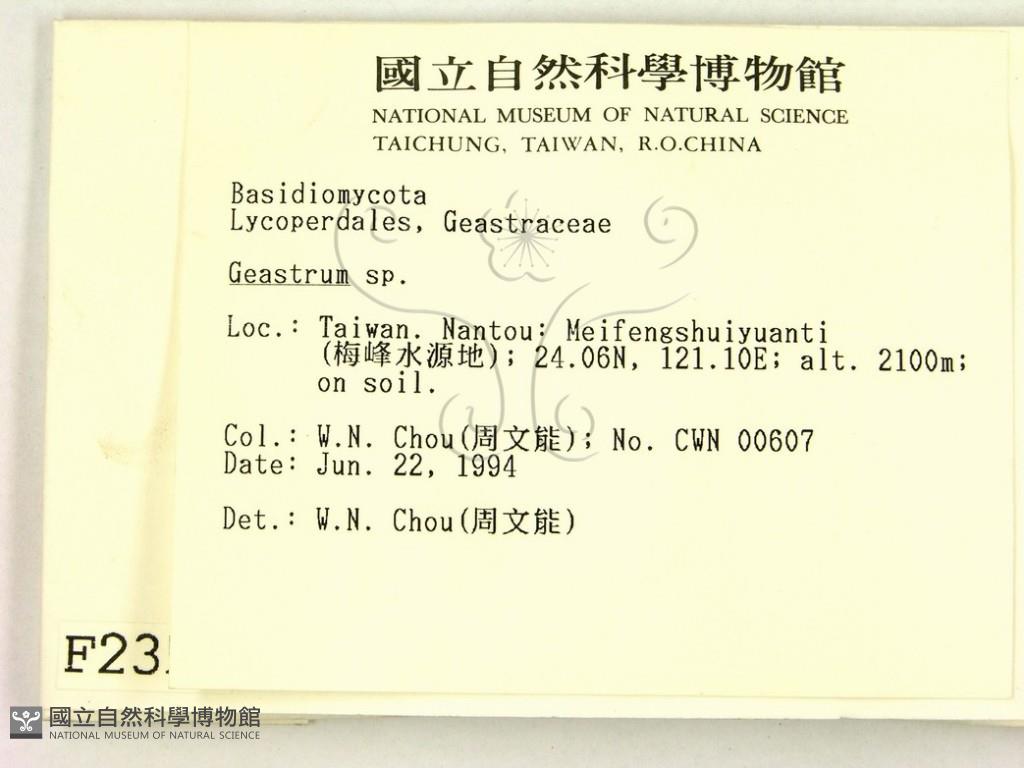 國立自然科學博物館
NATIONAL MUSEUM OF NATURAL SCIENCE
TAICHUNG, TAIWAN, R.O.CHINA
Basidiomycota
Lycoperdales, Geastraceae
Geastrum sp.
Loc.: Taiwan. Nantou: Meifengshuiyuanti
(梅峰水源地); 24.06N, 121.10E; alt. 2100m;
on soil.
Col.: W.N. Chou(周文能); No. CWN 00607
Date: Jun. 22, 1994
Det.: W.N. Chou(周文能)
F23
國立自然科學博物館
NATIONAL MUSEUM OF NATURAL SCIENCE